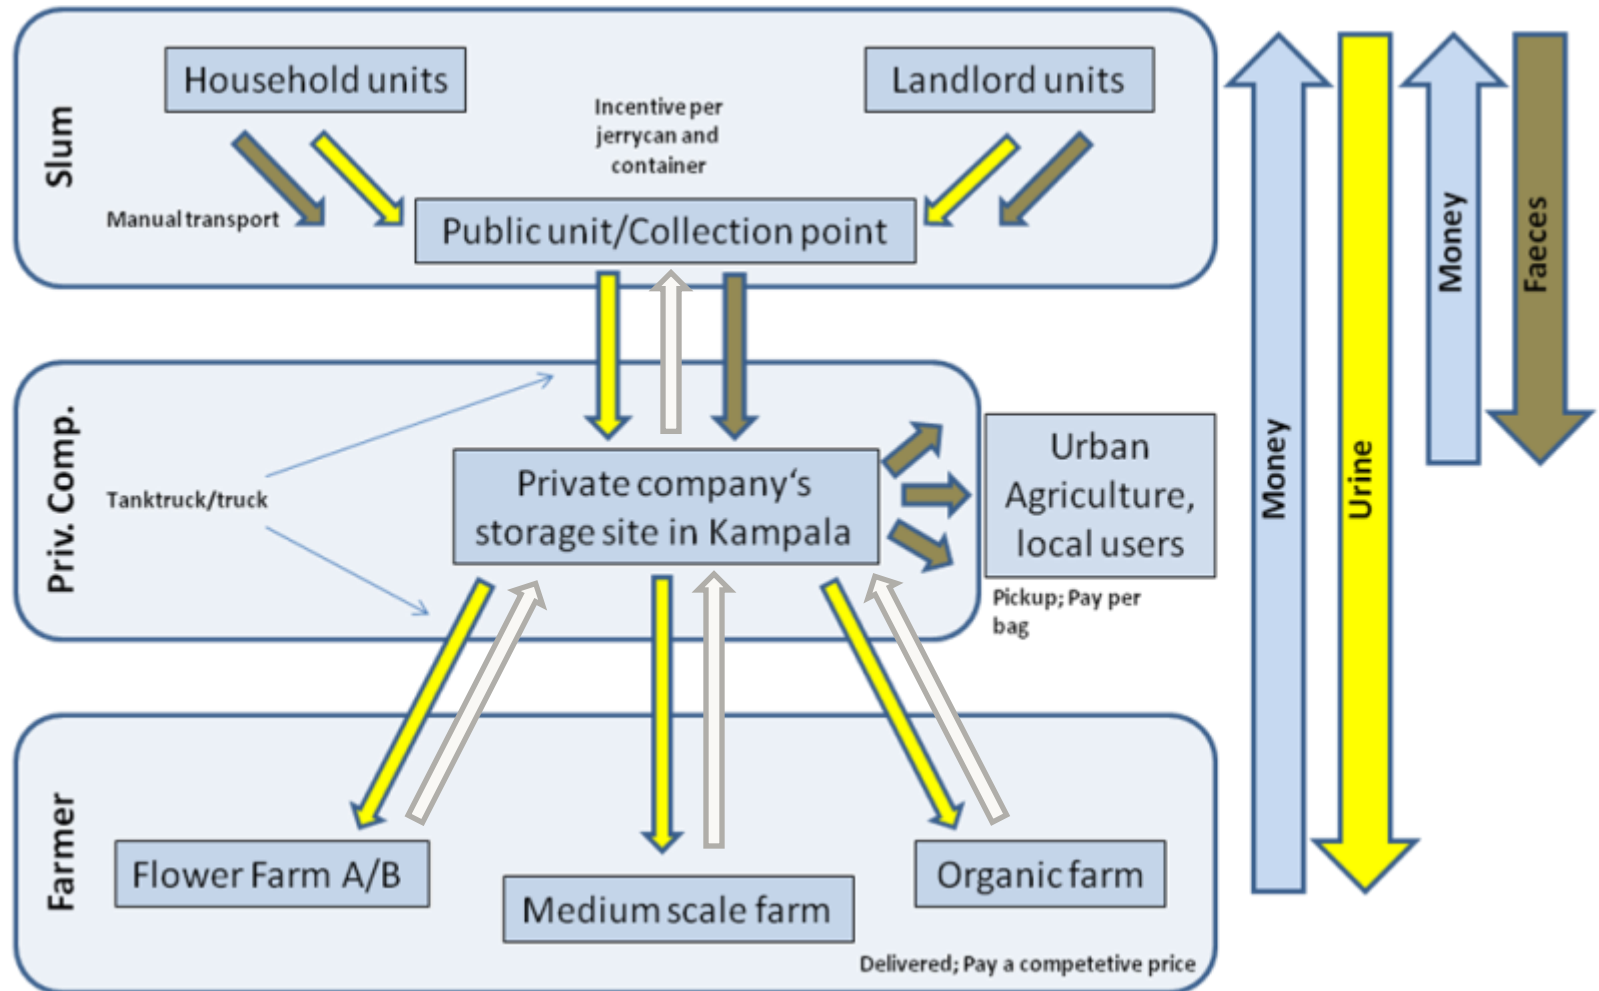 Slum
Household units
Landlord units
Incentive per
jerrycan and
container
Manual transport
Public unit/Collection point
Priv. Comp.
Tanktruck/truck
Private company‘s
storage site in Kampala
Urban
Agriculture,
local users
Pickup; Pay per
bag
Farmer
Flower Farm A/B
Medium scale farm
Organic farm
Delivered; Pay a competetive price
Money
Urine
Money
Faeces